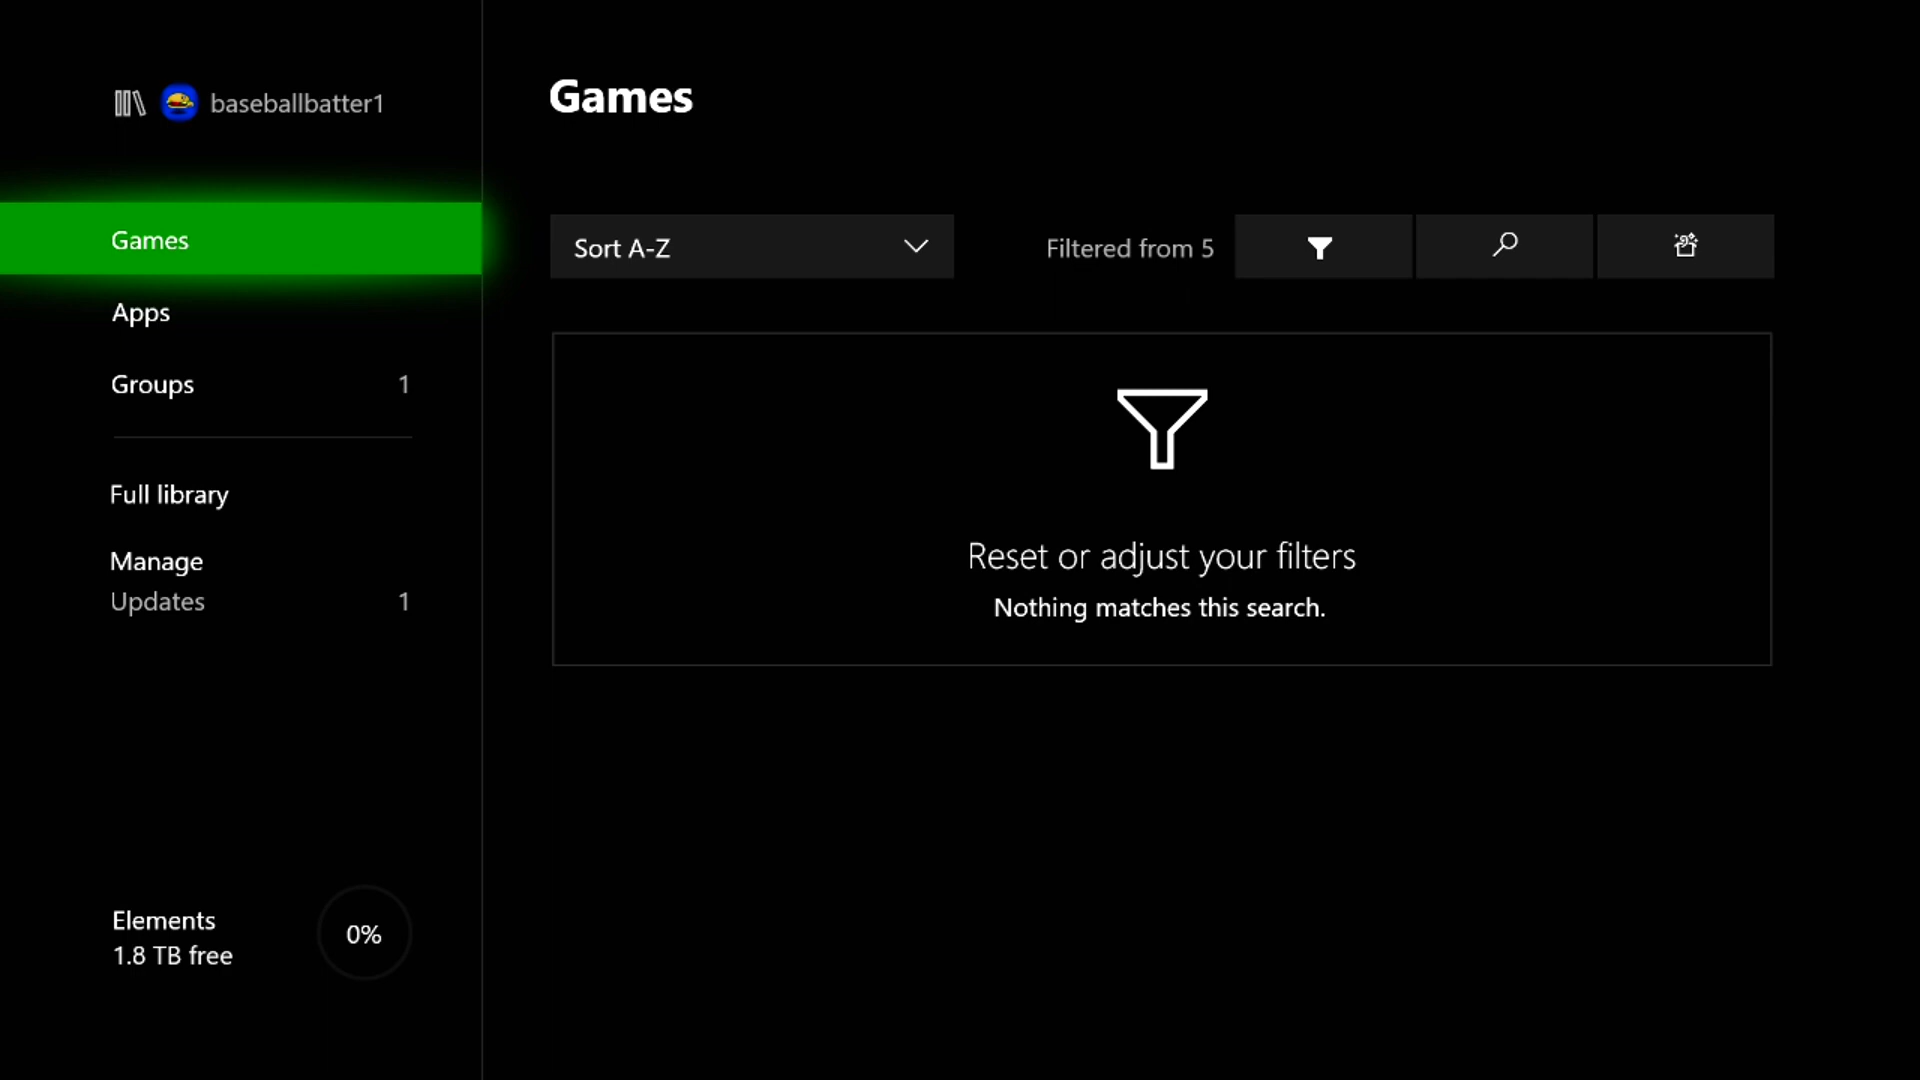 baseballbatter1
Games
Apps
Groups 1
Full library
Manage
Updates 1
Elements
1.8 TB free
0%
Games
Sort A-Z
Filtered from 5
Reset or adjust your filters
Nothing matches this search.